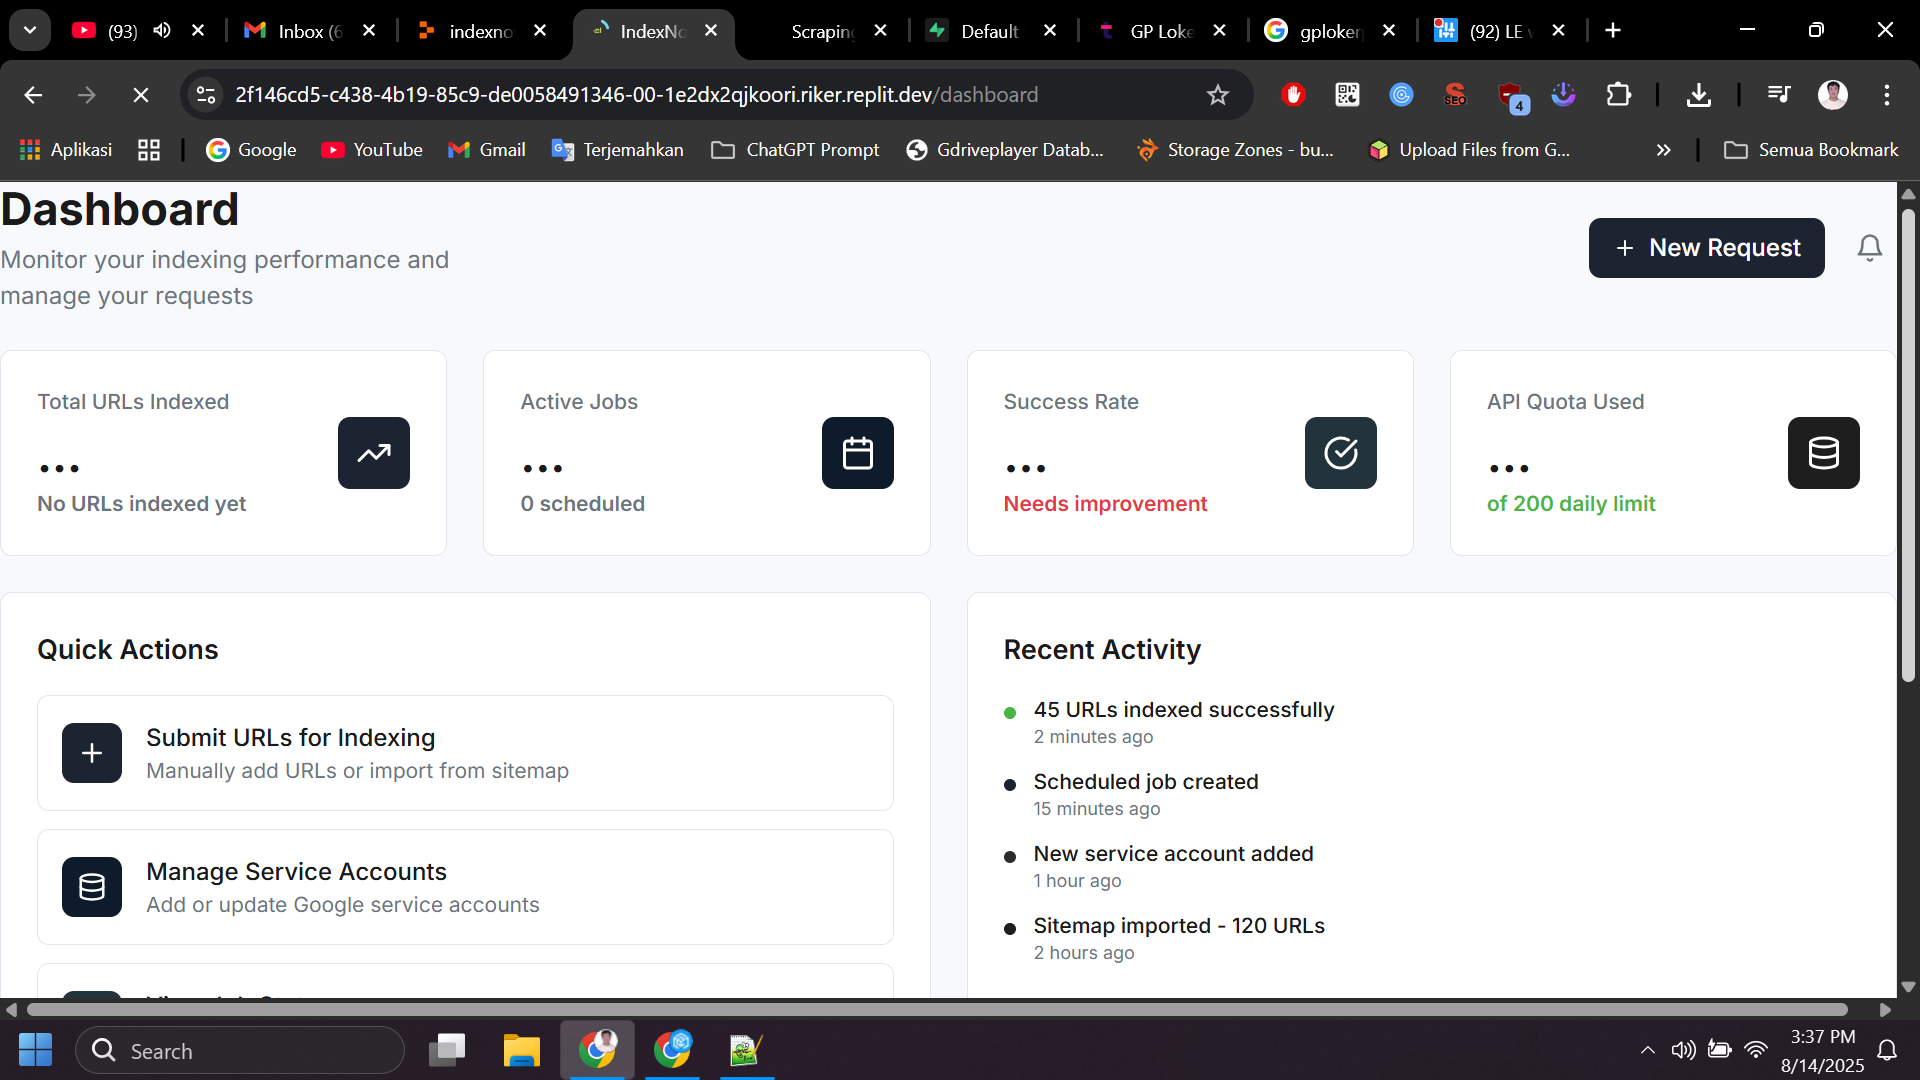 (93)
Inbox (6
indexno
IndexNo
Scraping
Default
GP Loke
gploker
(92) LE v
2f146cd5-c438-4b19-85c9-de0058491346-00-1e2dx2qjkoori.riker.replit.dev/dashboard
SEO
4
Aplikasi
Google
YouTube
Gmail
Terjemahkan
ChatGPT Prompt
Gdriveplayer Datab...
Storage Zones - bu...
Upload Files from G...
Semua Bookmark
Dashboard
Monitor your indexing performance and
manage your requests
+ New Request
Total URLs Indexed
...
No URLs indexed yet
Active Jobs
...
0 scheduled
Success Rate
...
Needs improvement
API Quota Used
...
of 200 daily limit
Quick Actions
Submit URLs for Indexing
Manually add URLs or import from sitemap
Manage Service Accounts
Add or update Google service accounts
Recent Activity
45 URLs indexed successfully
2 minutes ago
Scheduled job created
15 minutes ago
New service account added
1 hour ago
Sitemap imported - 120 URLs
2 hours ago
Search
3:37 PM
8/14/2025